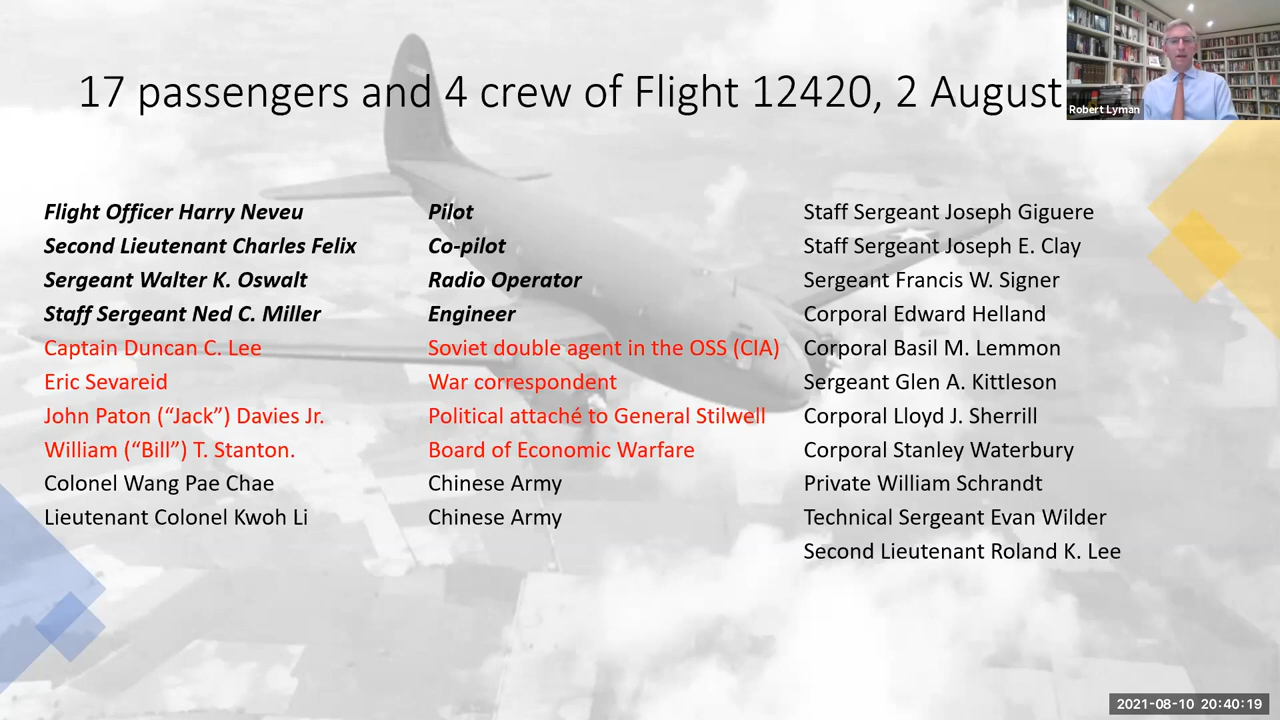 17 passengers and 4 crew of Flight 12420, 2 August
Robert Lyman
Flight Officer Harry Neveu
Second Lieutenant Charles Felix
Sergeant Walter K. Oswalt
Staff Sergeant Ned C. Miller
Captain Duncan C. Lee
Eric Sevareid
John Paton (“Jack”) Davies Jr.
William (“Bill”) T. Stanton.
Colonel Wang Pae Chae
Lieutenant Colonel Kwoh Li
Pilot
Co-pilot
Radio Operator
Engineer
Soviet double agent in the OSS (CIA)
War correspondent
Political attaché to General Stilwell
Board of Economic Warfare
Chinese Army
Chinese Army
Staff Sergeant Joseph Giguere
Staff Sergeant Joseph E. Clay
Sergeant Francis W. Signer
Corporal Edward Helland
Corporal Basil M. Lemmon
Sergeant Glen A. Kittleson
Corporal Lloyd J. Sherrill
Corporal Stanley Waterbury
Private William Schrandt
Technical Sergeant Evan Wilder
Second Lieutenant Roland K. Lee
2021-08-10 20:40:19